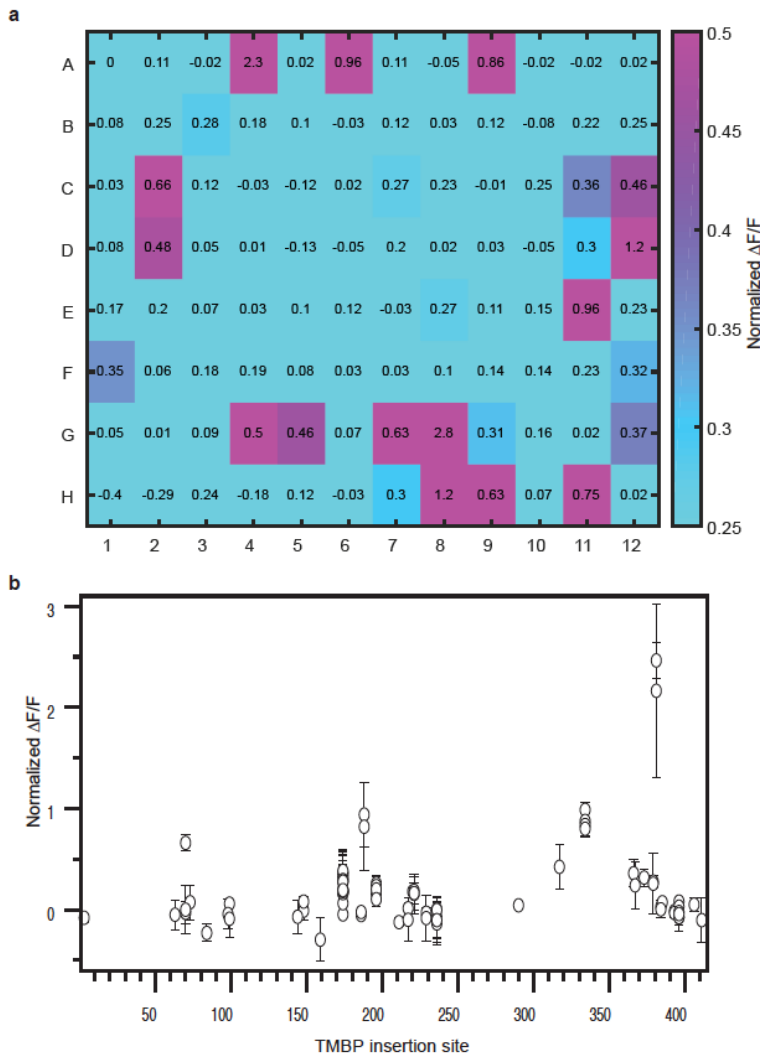 a
A 0 0.11 -0.02 2.3 0.02 0.96 0.11 -0.05 0.86 -0.02 -0.02 0.02
B 0.08 0.25 0.28 0.18 0.1 -0.03 0.12 0.03 0.12 -0.08 0.22 0.25
C 0.03 0.66 0.12 -0.03 -0.12 0.02 0.27 0.23 -0.01 0.25 0.36 0.46
D 0.08 0.48 0.05 0.01 -0.13 -0.05 0.2 0.02 0.03 -0.05 0.3 1.2
E 0.17 0.2 0.07 0.03 0.1 0.12 -0.03 0.27 0.11 0.15 0.96 0.23
F 0.35 0.06 0.18 0.19 0.08 0.03 0.03 0.1 0.14 0.14 0.23 0.32
G 0.05 0.01 0.09 0.5 0.46 0.07 0.63 2.8 0.31 0.16 0.02 0.37
H -0.4 -0.29 0.24 -0.18 0.12 -0.03 0.3 1.2 0.63 0.07 0.75 0.02
1 2 3 4 5 6 7 8 9 10 11 12
0.5
0.45
0.4
0.35
0.3
0.25
Normalized ΔF/F
b
3
2
1
0
Normalized ΔF/F
50 100 150 200 250 300 350 400
TMBP insertion site